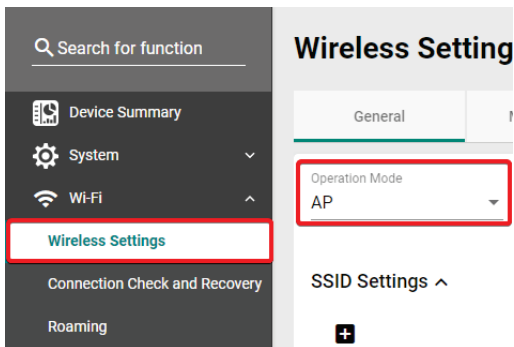 Search for function
Device Summary
System
Wi-Fi
Wireless Settings
Connection Check and Recovery
Roaming
Wireless Setting
General
Operation Mode
AP
SSID Settings